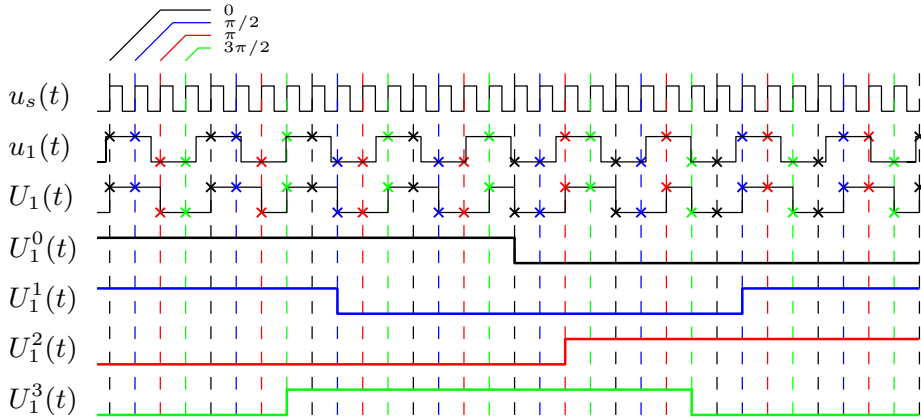 0
π/2
π
3π/2
u_s(t)
u_1(t)
U_1(t)
U_1^0(t)
U_1^1(t)
U_1^2(t)
U_1^3(t)